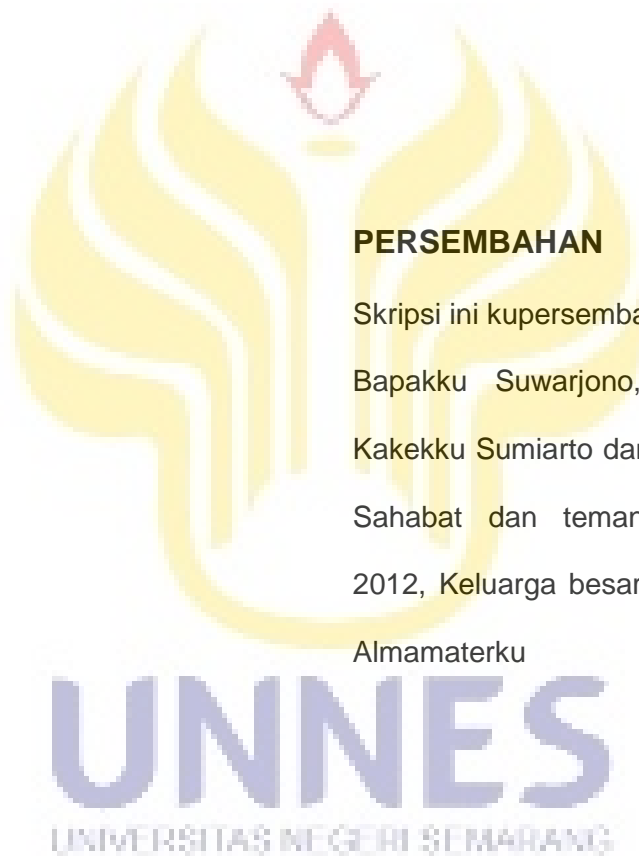 PERSEMBAHAN
Skripsi ini kupersemba
Bapakku Suwarjono,
Kakekku Sumiarto dan
Sahabat dan teman
2012, Keluarga besar
Almamaterku
UNNES
UNIVERSITAS NEGERI SEMARANG